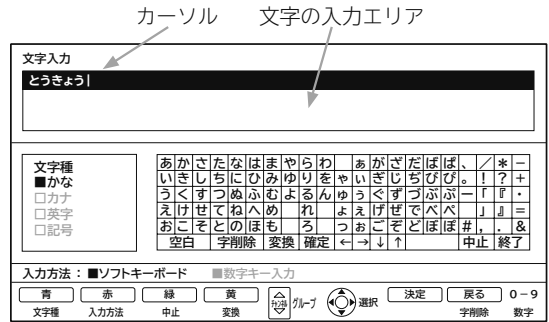 カーソル 文字の入力エリア
文字入力
とうきょう|
文字種
■かな
□カナ
□英字
□記号
あ か さ た な は ま や ら わ ぁ が ざ だ ば ぱ 、 / * −
い き し ち に ひ み ゆ り を ゃ ぃ ぎ じ ぢ び ぴ 。 ! ? +
う く す つ ぬ ふ む よ る ん ゅ ぅ ぐ ず づ ぶ ぷ ー 「 『 ・
え け せ て ね へ め れ ょ ぇ げ ぜ で べ ぺ 」 』 =
お こ そ と の ほ も ろ っ ぉ ご ぞ ど ぼ ぽ # , . &
空白 字削除 変換 確定 ← → ↓ ↑ 中止 終了
入力方法：■ソフトキーボード ■数字キー入力
青 赤 緑 黄 チャンネル グループ 選択 決定 戻る 0−9
文字種 入力方法 中止 変換 字削除 数字